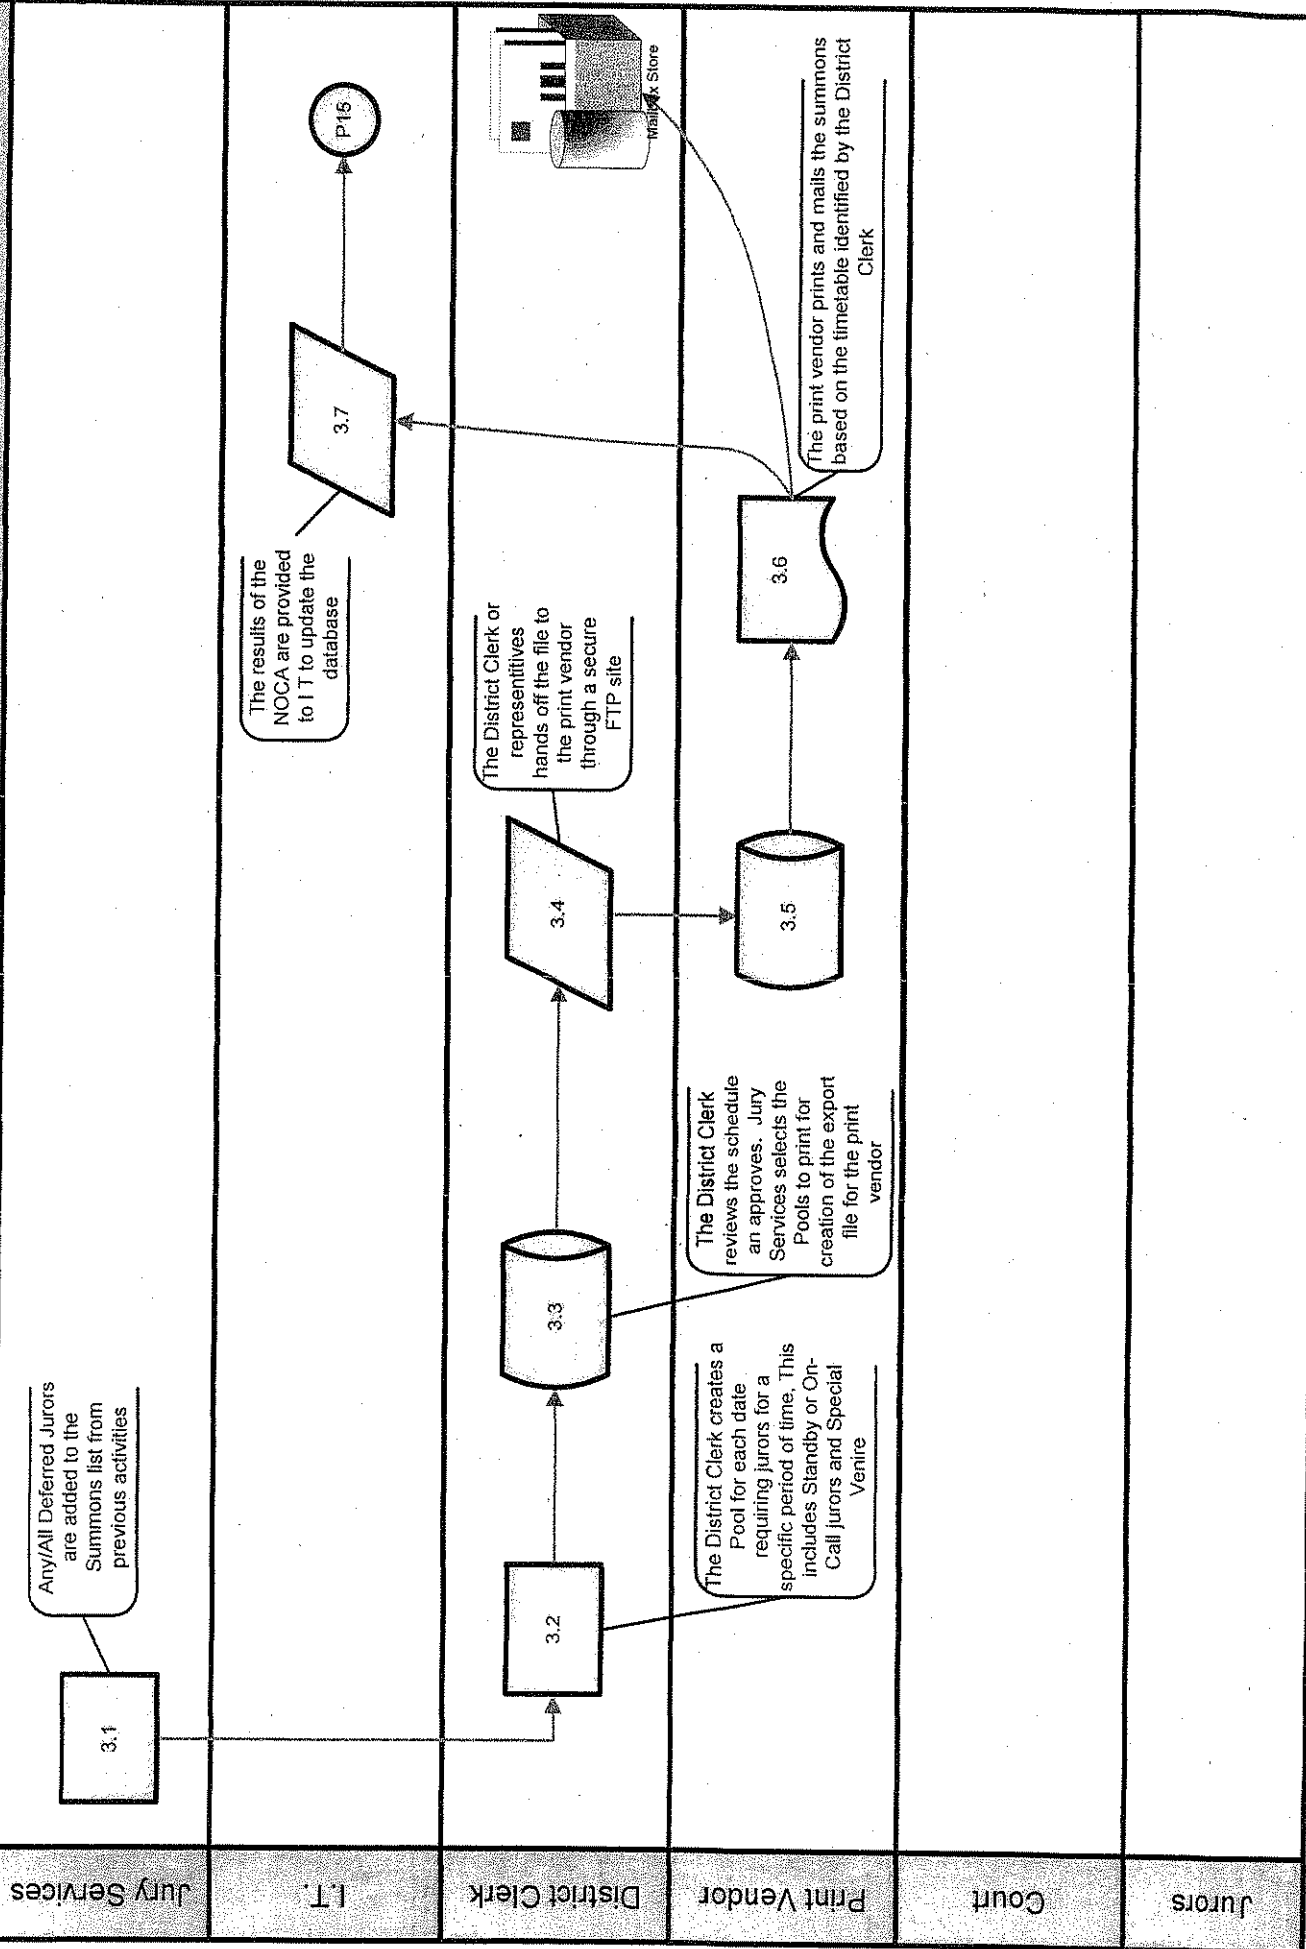 Jury Services
I.T.
District Clerk
Print Vendor
Court
Jurors
3.1
Any/All Deferred Jurors
are added to the
Summons list from
previous activities
3.2
The District Clerk creates a
Pool for each date
requiring jurors for a
specific period of time, This
includes Standby or On-
Call jurors and Special
Venire
3.3
The District Clerk
reviews the schedule
an approves. Jury
Services selects the
Pools to print for
creation of the export
file for the print
vendor
3.4
The District Clerk or
representitives
hands off the file to
the print vendor
through a secure
FTP site
3.5
3.6
The print vendor prints and mails the summons
based on the timetable identified by the District
Clerk
3.7
The results of the
NOCA are provided
to I T to update the
database
P15
Mailbox Store